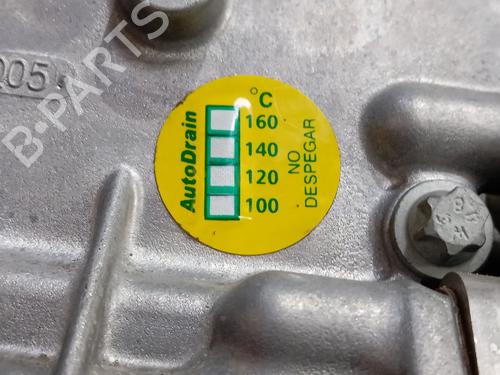 005.
B-PARTS
AutoDrain
°C
160
140
120
100
NO
DESPEGAR